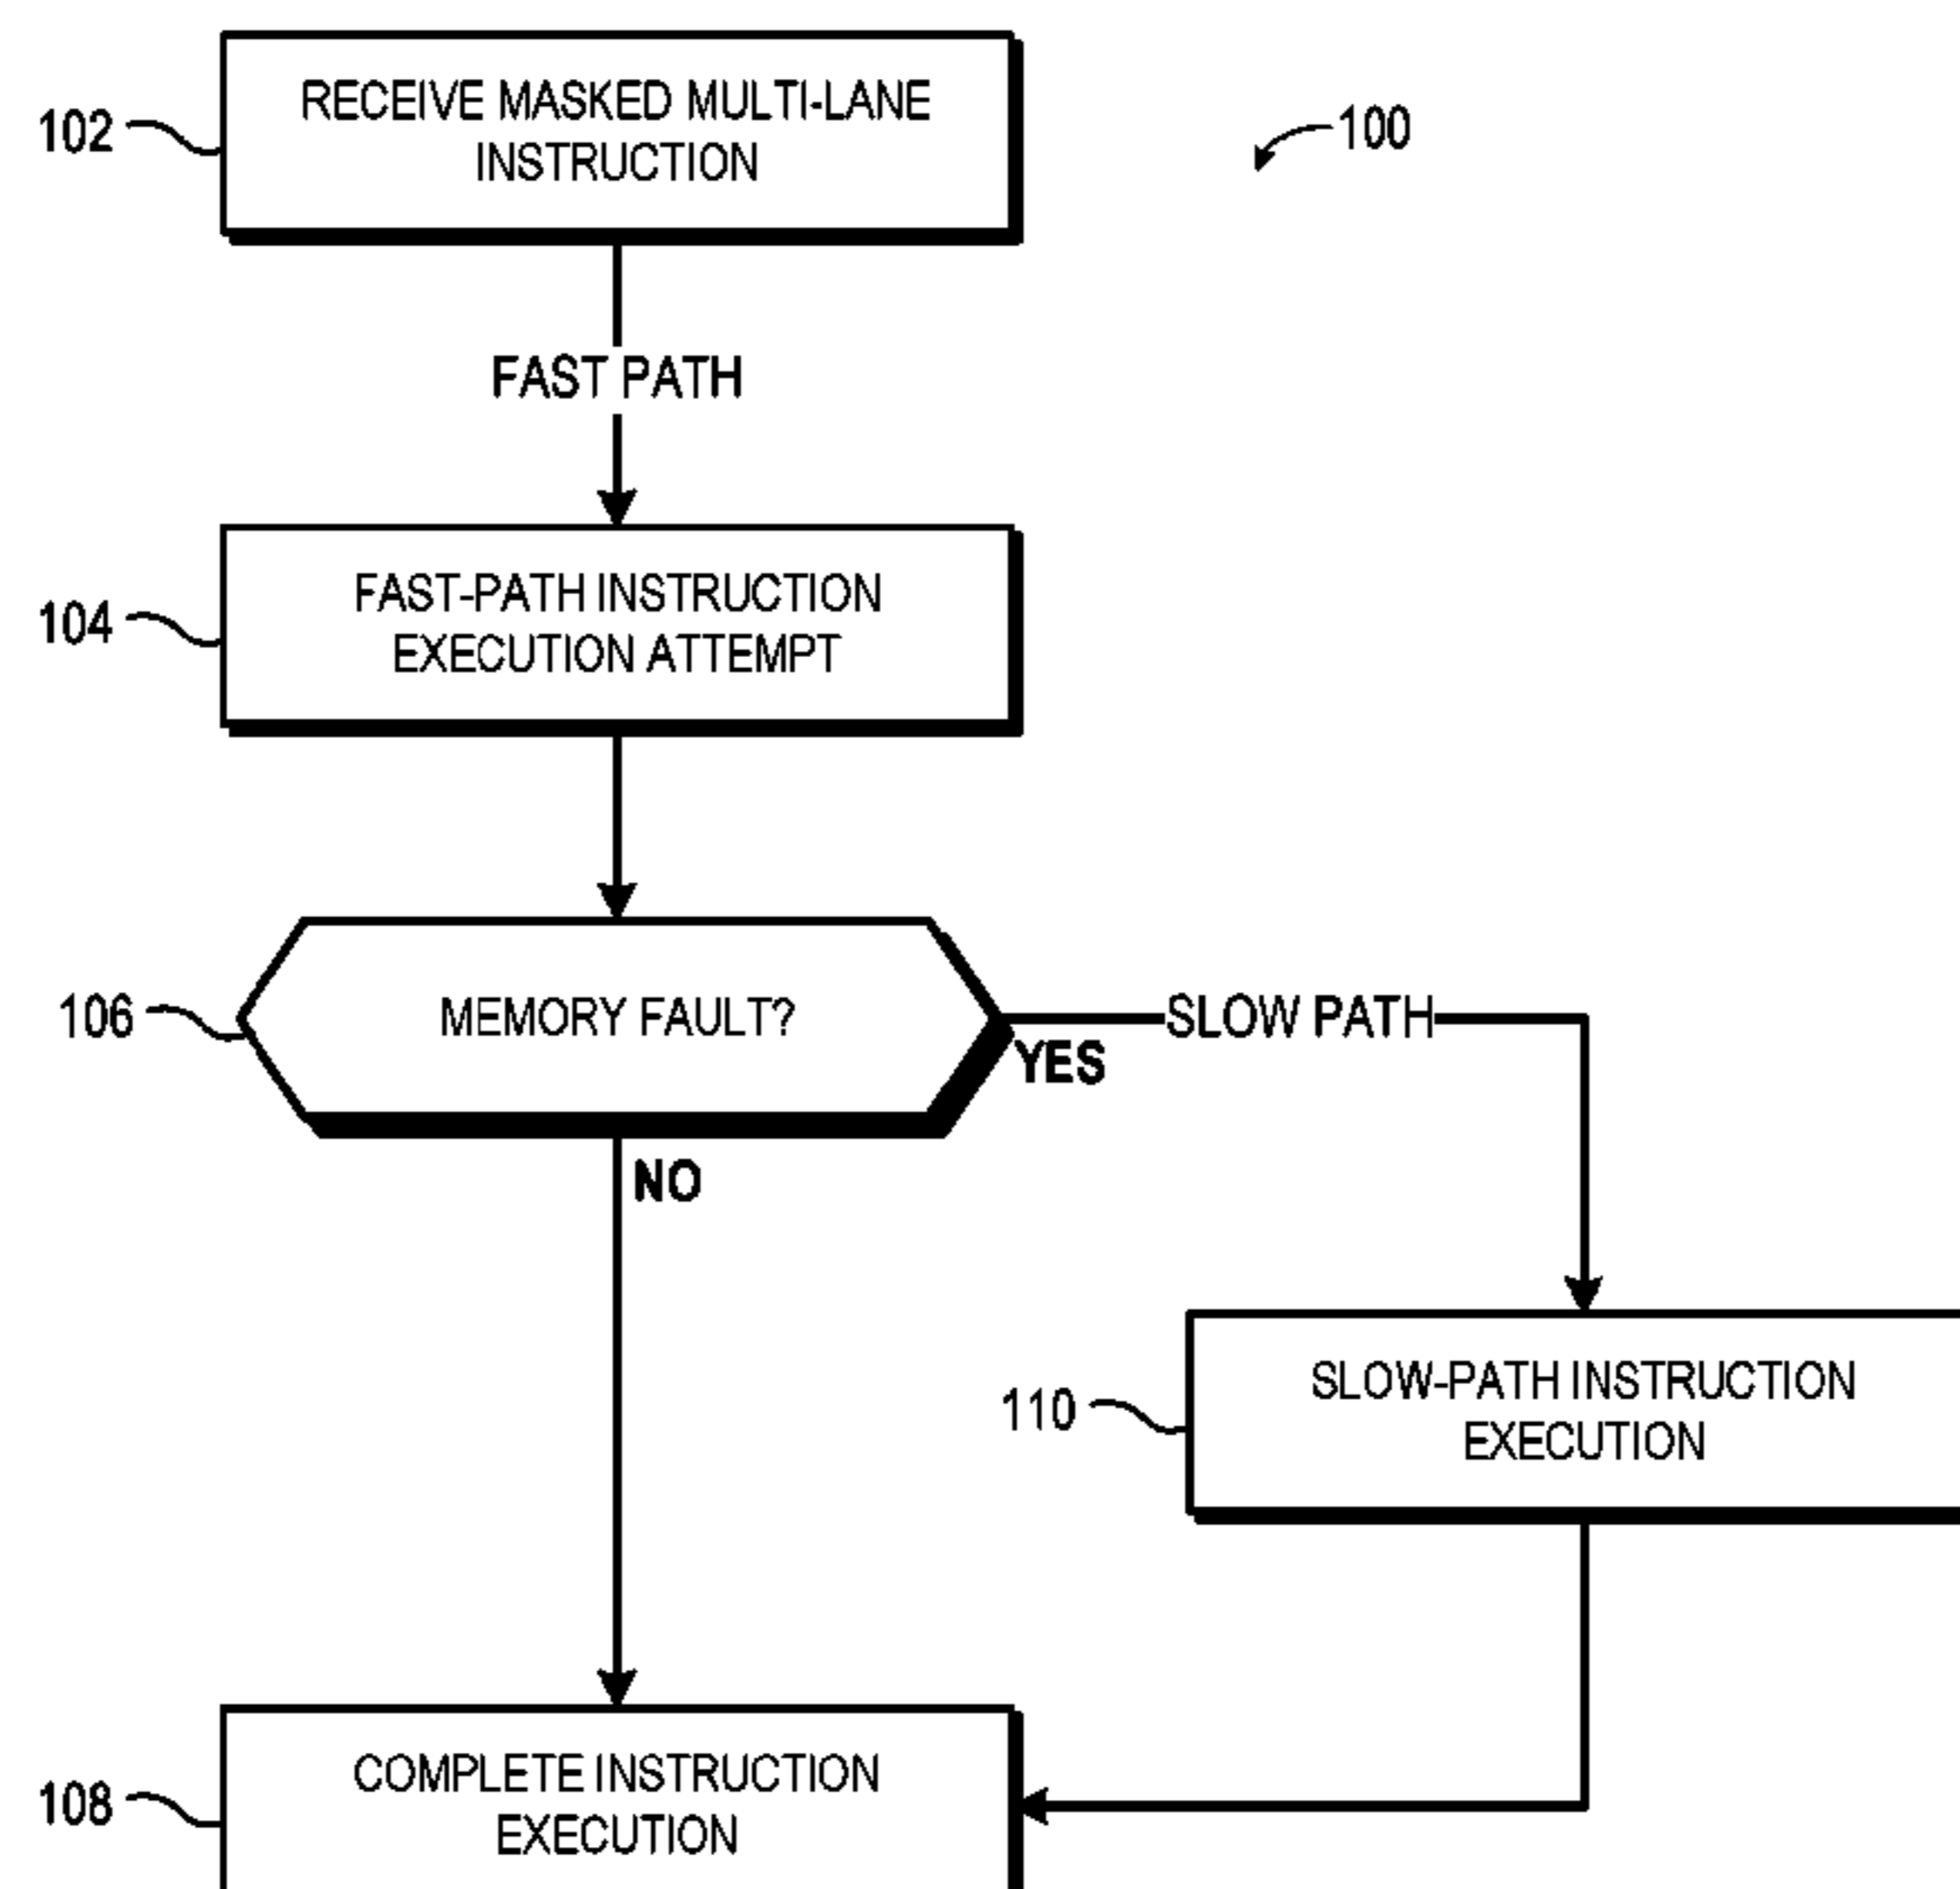 102
RECEIVE MASKED MULTI-LANE
INSTRUCTION
100
FAST PATH
104
FAST-PATH INSTRUCTION
EXECUTION ATTEMPT
106
MEMORY FAULT?
SLOW PATH
YES
NO
110
SLOW-PATH INSTRUCTION
EXECUTION
108
COMPLETE INSTRUCTION
EXECUTION